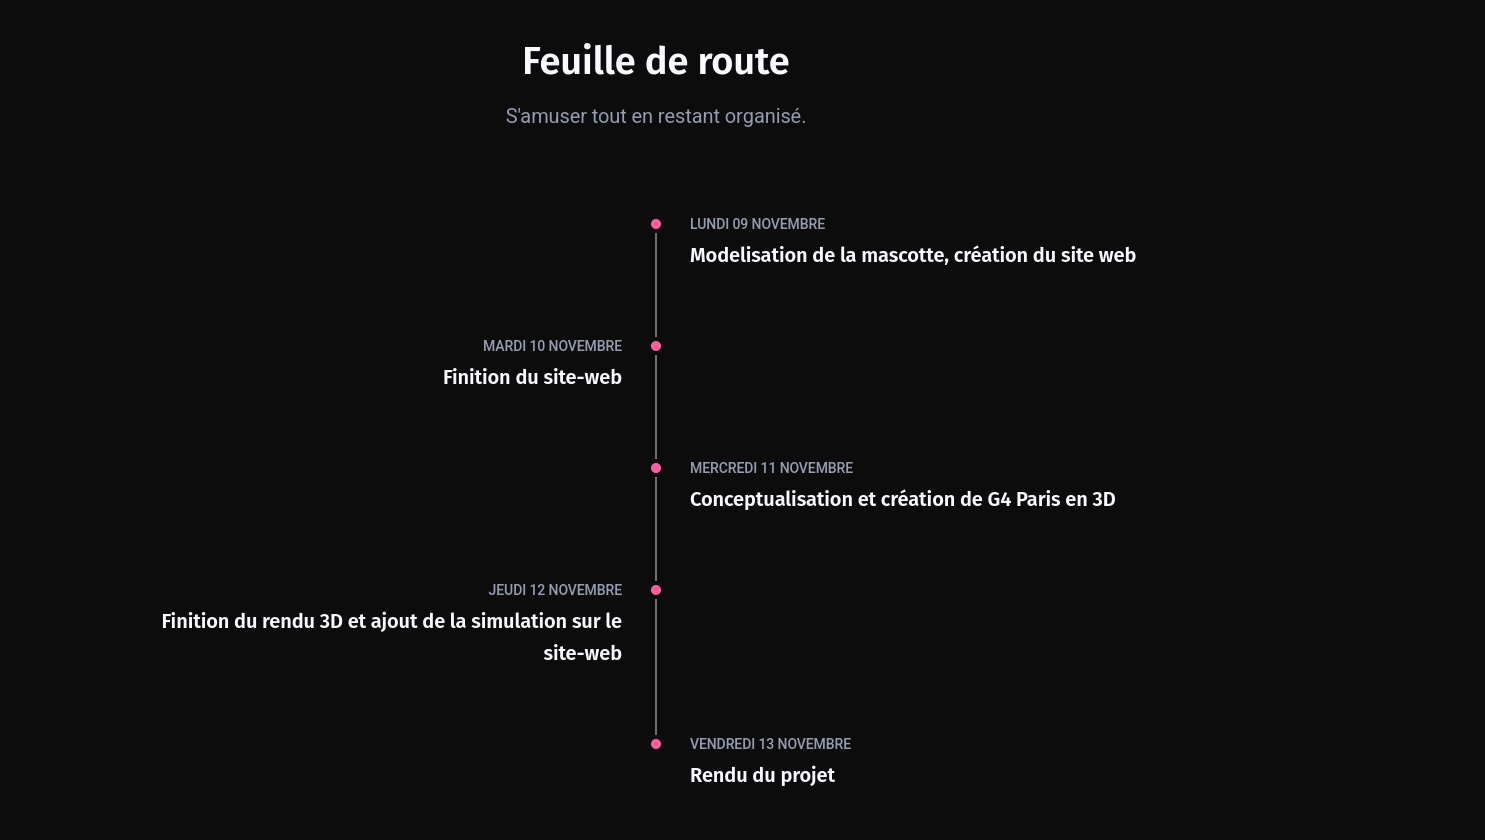 Feuille de route
S'amuser tout en restant organisé.
LUNDI 09 NOVEMBRE
Modelisation de la mascotte, création du site web
MARDI 10 NOVEMBRE
Finition du site-web
MERCREDI 11 NOVEMBRE
Conceptualisation et création de G4 Paris en 3D
JEUDI 12 NOVEMBRE
Finition du rendu 3D et ajout de la simulation sur le
site-web
VENDREDI 13 NOVEMBRE
Rendu du projet